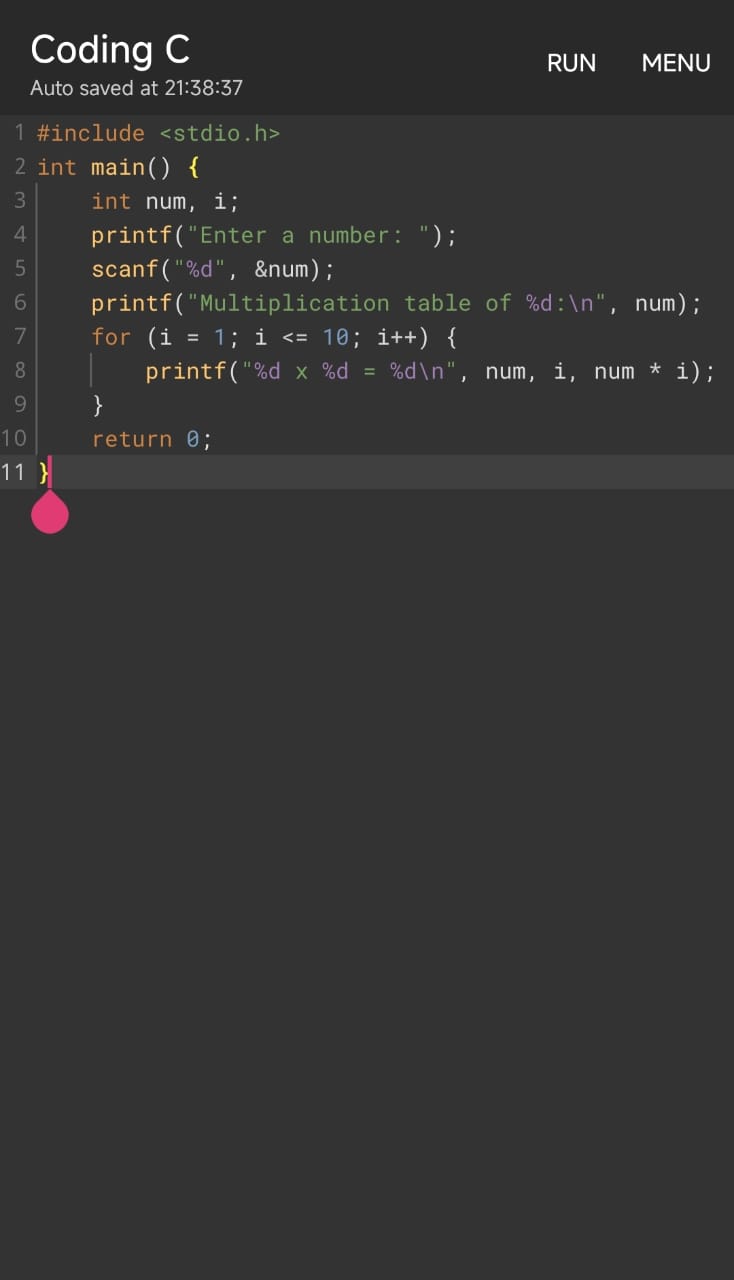 Coding C
RUN MENU
Auto saved at 21:38:37
1 #include <stdio.h>
2 int main() {
3     int num, i;
4     printf("Enter a number: ");
5     scanf("%d", &num);
6     printf("Multiplication table of %d:\n", num);
7     for (i = 1; i <= 10; i++) {
8         printf("%d x %d = %d\n", num, i, num * i);
9     }
10     return 0;
11 }